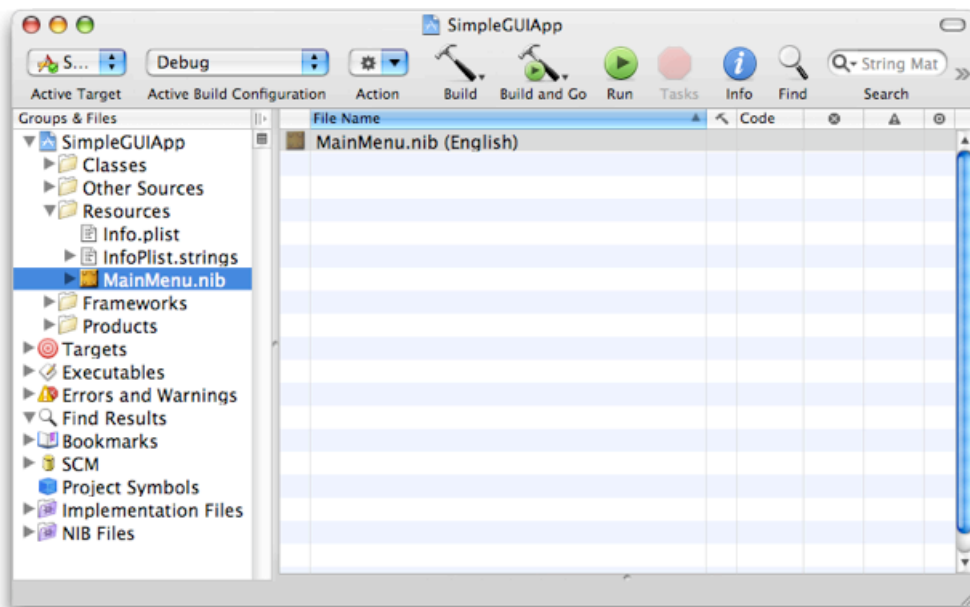 SimpleGUIApp
S... Debug String Mat
Active Target Active Build Configuration Action Build Build and Go Run Tasks Info Find Search
Groups & Files File Name Code
SimpleGUIApp MainMenu.nib (English)
Classes
Other Sources
Resources
Info.plist
InfoPlist.strings
MainMenu.nib
Frameworks
Products
Targets
Executables
Errors and Warnings
Find Results
Bookmarks
SCM
Project Symbols
Implementation Files
NIB Files